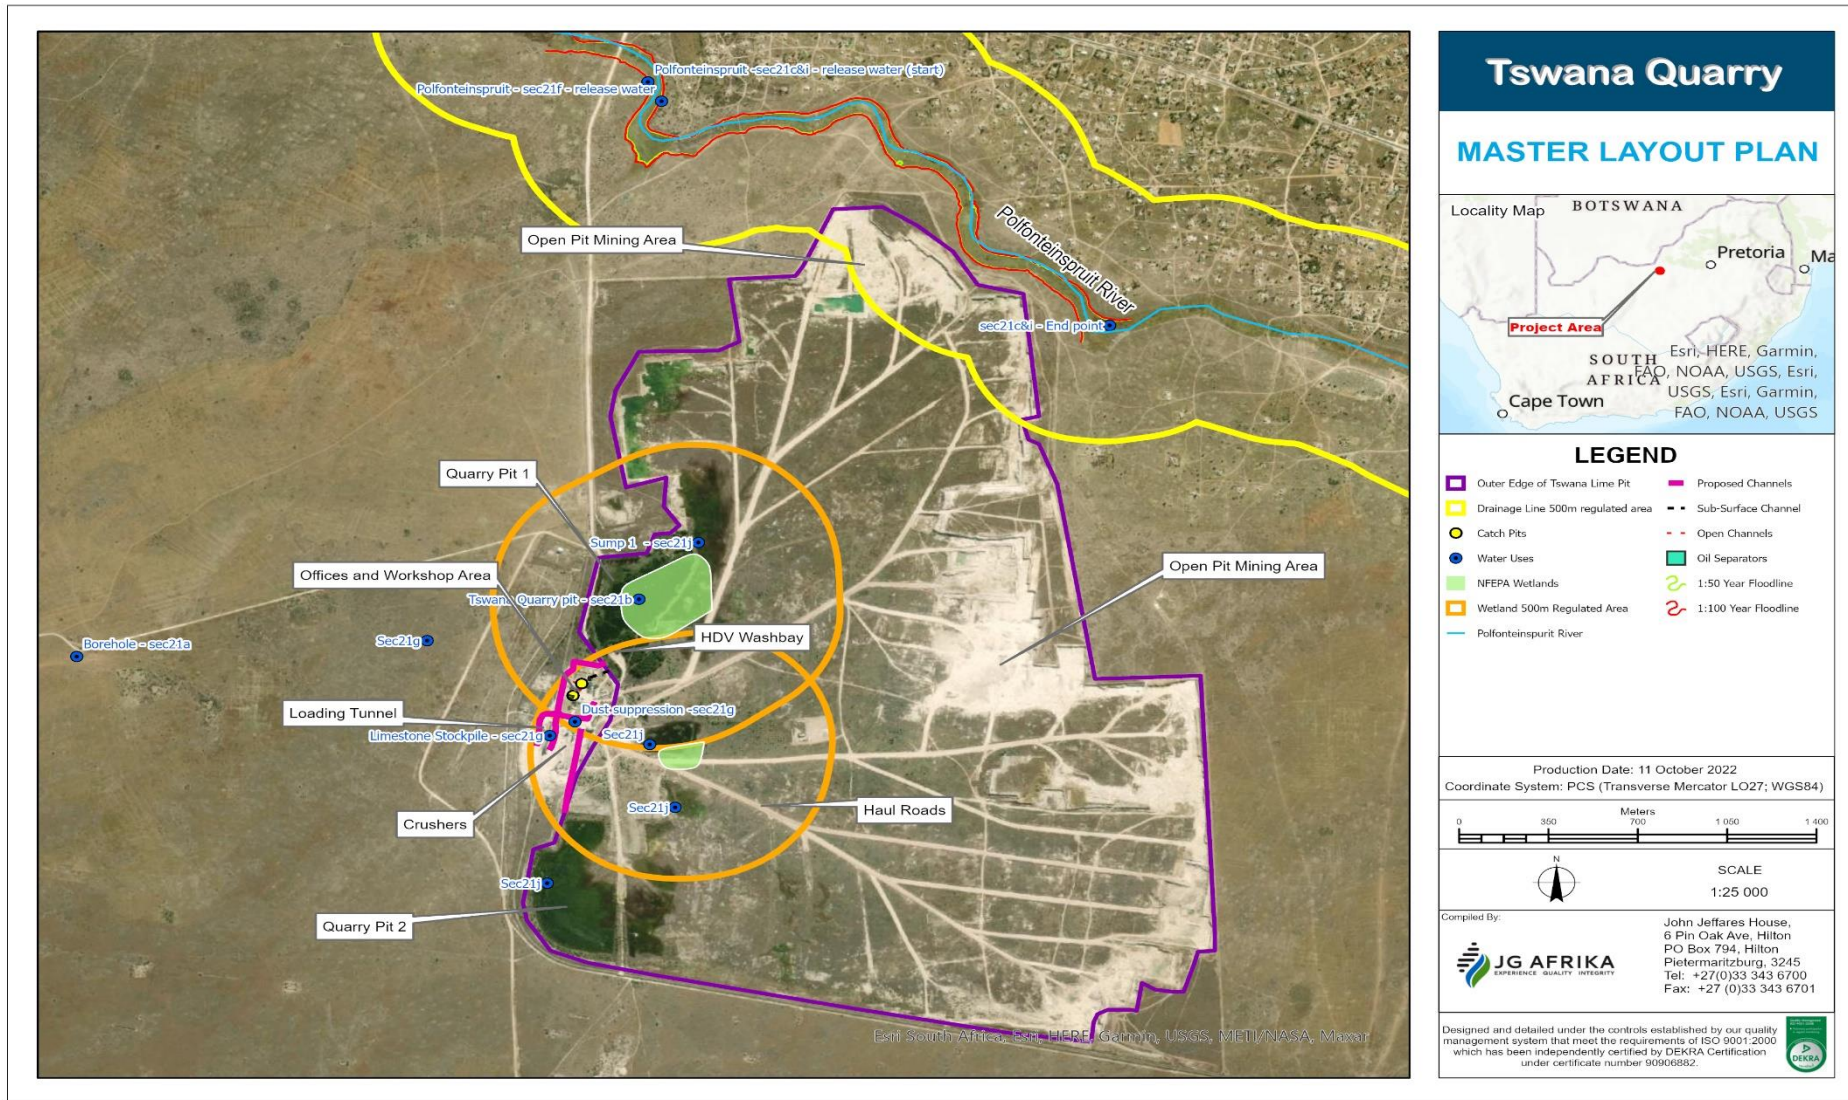 Polfonteinspruit -sec21c&i - release water (start)
Polfonteinspruit - sec21f - release water
Open Pit Mining Area
Polfonteinspruit River
sec21c&i - End point
Quarry Pit 1
Sump 1 - sec21j
Open Pit Mining Area
Offices and Workshop Area
Tswana Quarry pit - sec21b
HDV Washbay
Borehole - sec21a
Sec21g
Loading Tunnel
Dust suppression -sec21g
Limestone Stockpile - sec21g
Sec21j
Crushers
Sec21j
Haul Roads
Sec21j
Quarry Pit 2
Esri South Africa, Esri, HERE, Garmin, USGS, METI/NASA, Maxar
Tswana Quarry
MASTER LAYOUT PLAN
Locality Map
BOTSWANA
Pretoria
Ma
Project Area
SOUTH
AFRICA
Cape Town
Esri, HERE, Garmin,
FAO, NOAA, USGS, Esri,
USGS, Esri, Garmin,
FAO, NOAA, USGS
LEGEND
Outer Edge of Tswana Lime Pit
Drainage Line 500m regulated area
Catch Pits
Water Uses
NFEPA Wetlands
Wetland 500m Regulated Area
Polfonteinspurit River
Proposed Channels
Sub-Surface Channel
Open Channels
Oil Separators
1:50 Year Floodline
1:100 Year Floodline
Production Date: 11 October 2022
Coordinate System: PCS (Transverse Mercator LO27; WGS84)
Meters
0 350 700 1 050 1 400
N
SCALE
1:25 000
Compiled By:
JG AFRIKA
EXPERIENCE QUALITY INTEGRITY
John Jeffares House,
6 Pin Oak Ave, Hilton
PO Box 794, Hilton
Pietermaritzburg, 3245
Tel: +27(0)33 343 6700
Fax: +27 (0)33 343 6701
Designed and detailed under the controls established by our quality
management system that meet the requirements of ISO 9001:2000
which has been independently certified by DEKRA Certification
under certificate number 90906882.
DEKRA